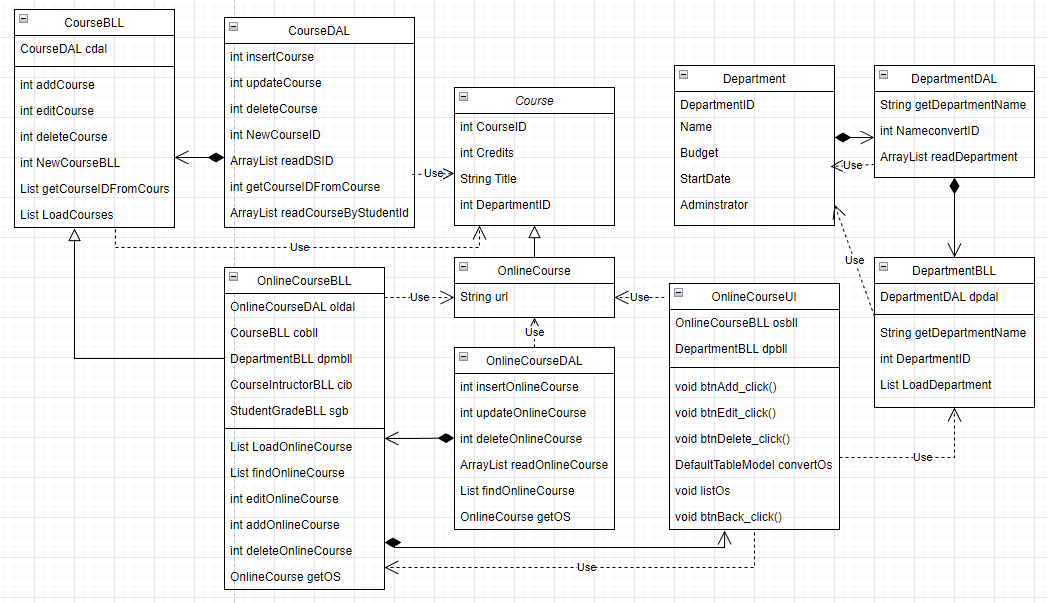 CourseBLL
CourseDAL cdal
int addCourse
int editCourse
int deleteCourse
int NewCourseBLL
List getCourseIDFromCours
List LoadCourses
CourseDAL
int insertCourse
int updateCourse
int deleteCourse
int NewCourseID
ArrayList readDSID
int getCourseIDFromCourse
ArrayList readCourseByStudentId
Use
Course
int CourseID
int Credits
String Title
int DepartmentID
Department
DepartmentID
Name
Budget
StartDate
Adminstrator
DepartmentDAL
String getDepartmentName
int NameconvertID
ArrayList readDepartment
Use
Use
Use
OnlineCourseBLL
OnlineCourseDAL oldal
CourseBLL cobll
DepartmentBLL dpmbll
CourseIntructorBLL cib
StudentGradeBLL sgb
List LoadOnlineCourse
List findOnlineCourse
int editOnlineCourse
int addOnlineCourse
int deleteOnlineCourse
OnlineCourse getOS
Use
OnlineCourse
String url
Use
Use
OnlineCourseDAL
int insertOnlineCourse
int updateOnlineCourse
int deleteOnlineCourse
ArrayList readOnlineCourse
List findOnlineCourse
OnlineCourse getOS
OnlineCourseUI
OnlineCourseBLL osbll
DepartmentBLL dpbll
void btnAdd_click()
void btnEdit_click()
void btnDelete_click()
DefaultTableModel convertOs
void listOs
void btnBack_click()
DepartmentBLL
DepartmentDAL dpdal
String getDepartmentName
int DepartmentID
List LoadDepartment
Use
Use